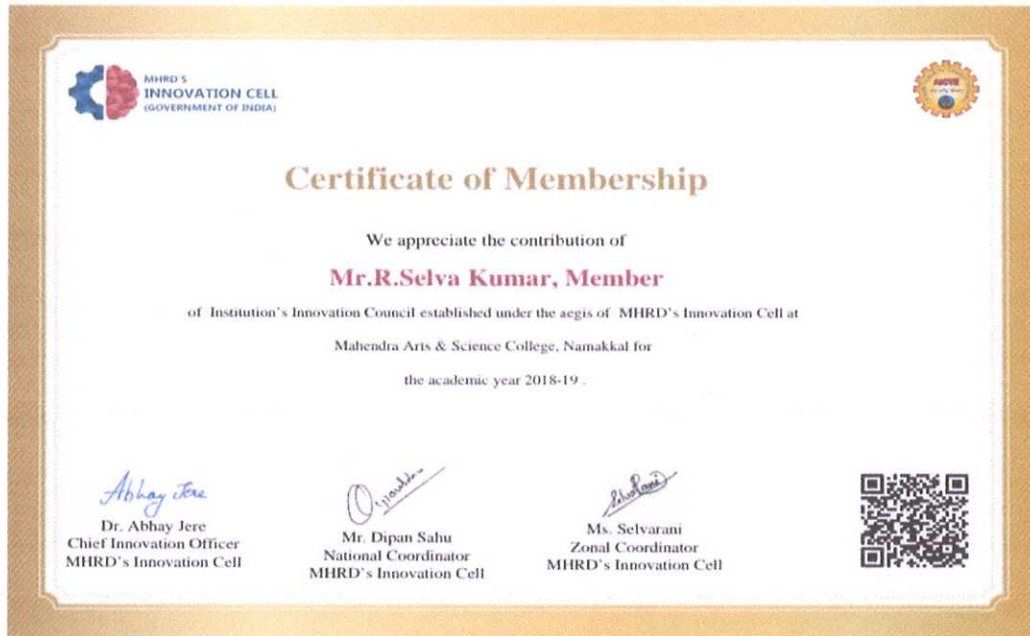 MHRD'S
INNOVATION CELL
(GOVERNMENT OF INDIA)
Certificate of Membership
We appreciate the contribution of
Mr.R.Selva Kumar, Member
of Institution's Innovation Council established under the aegis of MHRD's Innovation Cell at
Mahendra Arts & Science College, Namakkal for
the academic year 2018-19 .
Abhay Jere
Dr. Abhay Jere
Chief Innovation Officer
MHRD's Innovation Cell
Mr. Dipan Sahu
National Coordinator
MHRD's Innovation Cell
Ms. Selvarani
Zonal Coordinator
MHRD's Innovation Cell